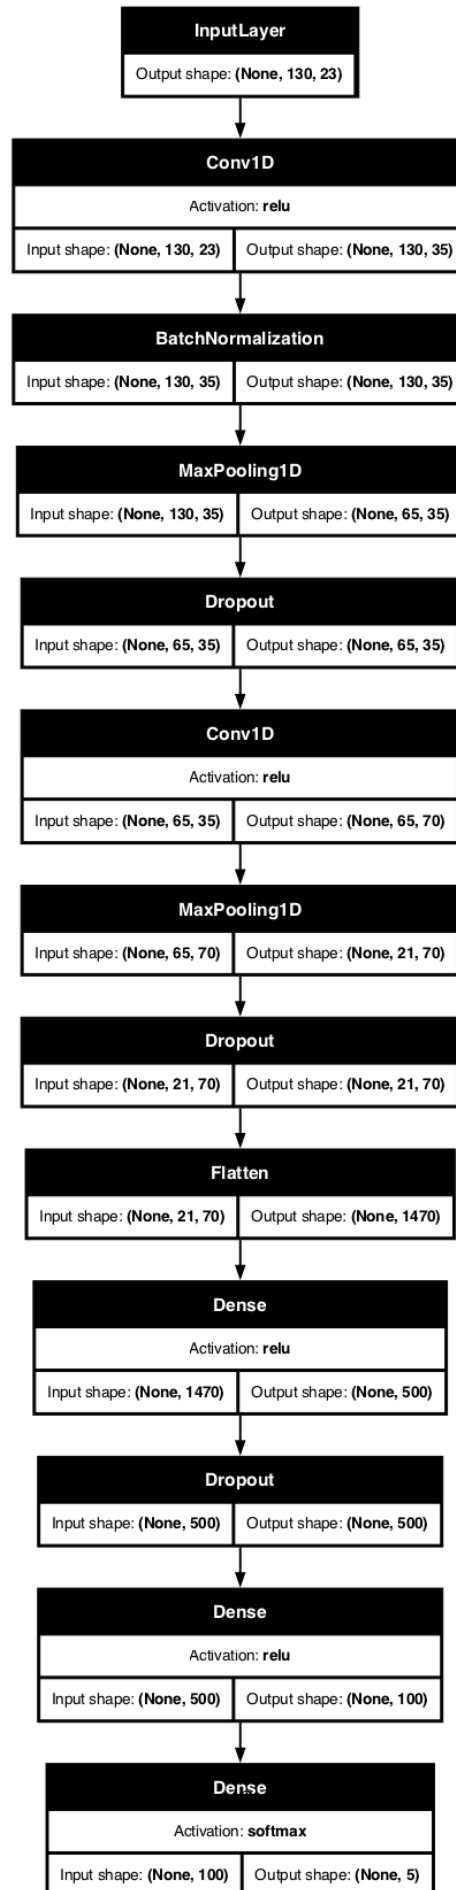 InputLayer
Output shape: (None, 130, 23)
Conv1D
Activation: relu
Input shape: (None, 130, 23) Output shape: (None, 130, 35)
BatchNormalization
Input shape: (None, 130, 35) Output shape: (None, 130, 35)
MaxPooling1D
Input shape: (None, 130, 35) Output shape: (None, 65, 35)
Dropout
Input shape: (None, 65, 35) Output shape: (None, 65, 35)
Conv1D
Activation: relu
Input shape: (None, 65, 35) Output shape: (None, 65, 70)
MaxPooling1D
Input shape: (None, 65, 70) Output shape: (None, 21, 70)
Dropout
Input shape: (None, 21, 70) Output shape: (None, 21, 70)
Flatten
Input shape: (None, 21, 70) Output shape: (None, 1470)
Dense
Activation: relu
Input shape: (None, 1470) Output shape: (None, 500)
Dropout
Input shape: (None, 500) Output shape: (None, 500)
Dense
Activation: relu
Input shape: (None, 500) Output shape: (None, 100)
Dense
Activation: softmax
Input shape: (None, 100) Output shape: (None, 5)